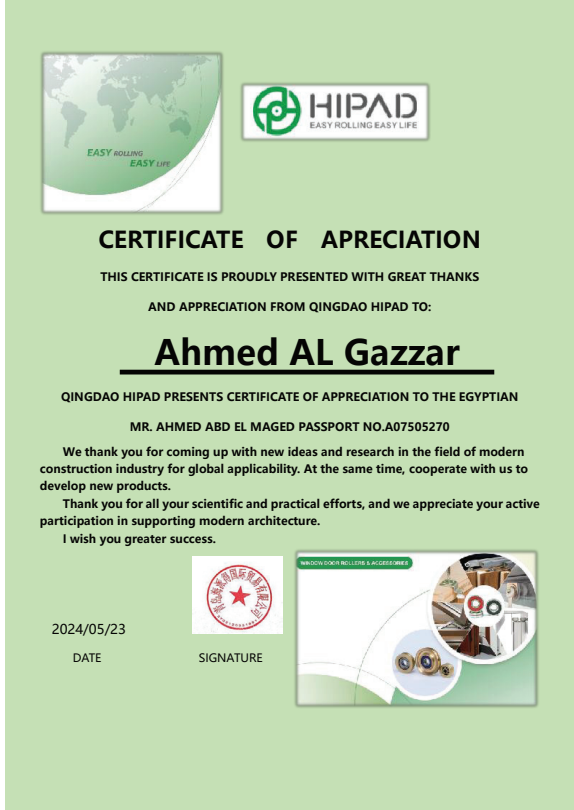 EASY ROLLING
EASY LIFE
HIPAD
EASY ROLLING EASY LIFE
CERTIFICATE OF APRECIATION
THIS CERTIFICATE IS PROUDLY PRESENTED WITH GREAT THANKS
AND APPRECIATION FROM QINGDAO HIPAD TO:
Ahmed AL Gazzar
QINGDAO HIPAD PRESENTS CERTIFICATE OF APPRECIATION TO THE EGYPTIAN
MR. AHMED ABD EL MAGED PASSPORT NO.A07505270
We thank you for coming up with new ideas and research in the field of modern
construction industry for global applicability. At the same time, cooperate with us to
develop new products.
Thank you for all your scientific and practical efforts, and we appreciate your active
participation in supporting modern architecture.
I wish you greater success.
WINDOW DOOR ROLLERS & ACCESSORIES
2024/05/23
DATE
SIGNATURE